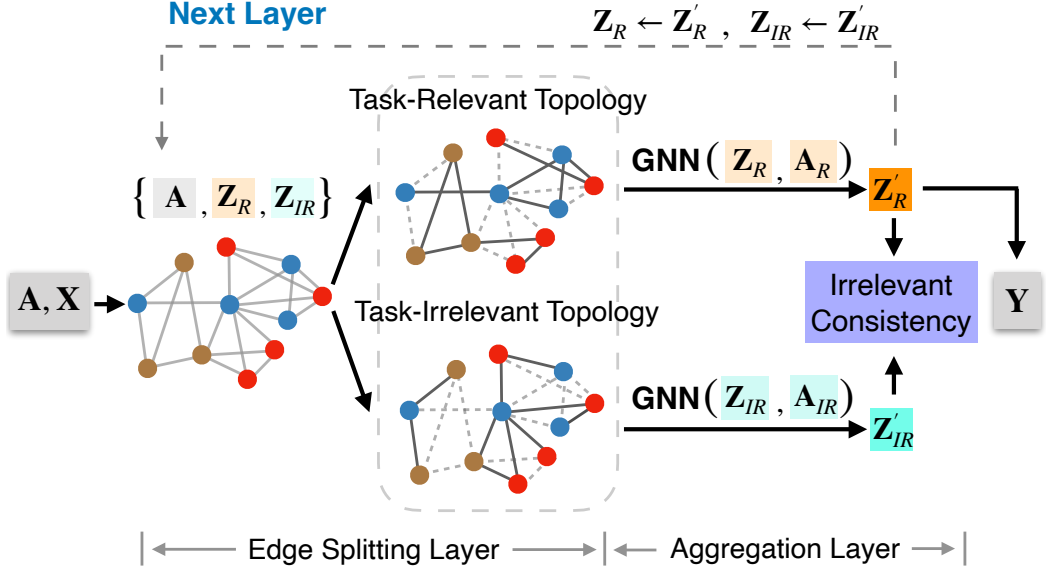 Next Layer
Z_R ← Z'_R , Z_IR ← Z'_IR
Task-Relevant Topology
{ A , Z_R , Z_IR }
GNN ( Z_R , A_R )
Z'_R
A, X
Task-Irrelevant Topology
Irrelevant
Consistency
Y
GNN ( Z_IR , A_IR )
Z'_IR
Edge Splitting Layer
Aggregation Layer